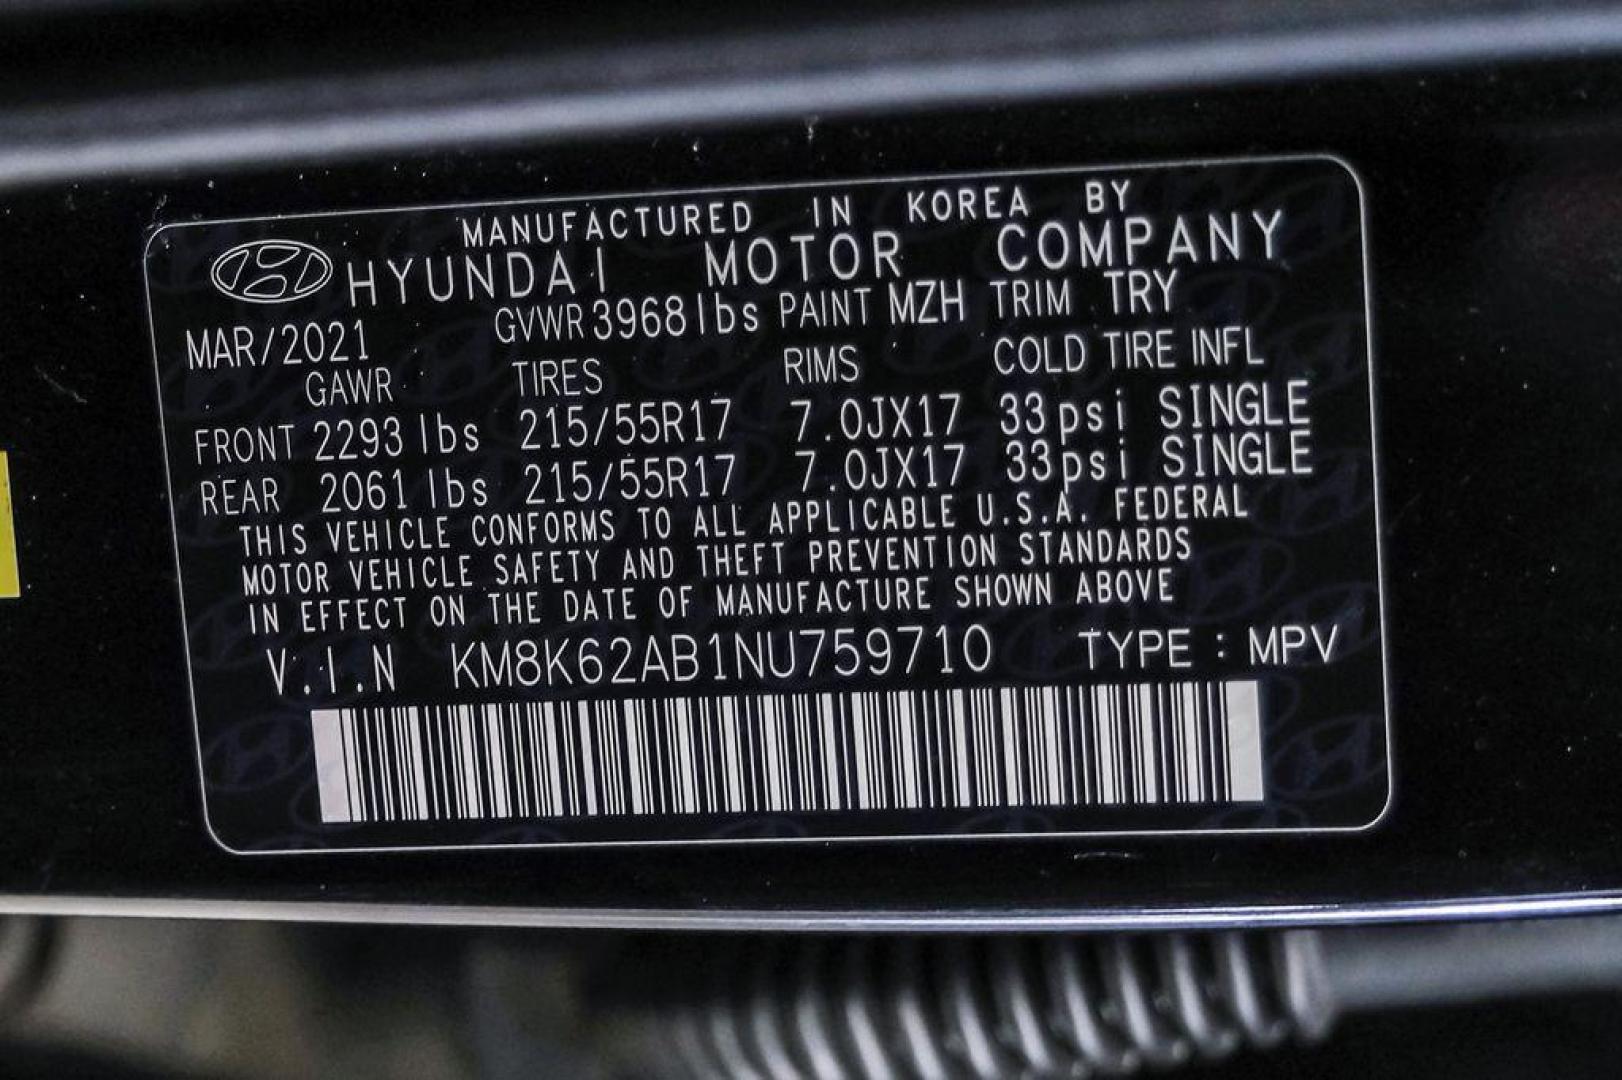 MANUFACTURED IN KOREA BY
HYUNDAI MOTOR COMPANY
MAR/2021 GVWR 3968lbs PAINT MZH TRIM TRY
GAWR TIRES RIMS COLD TIRE INFL
FRONT 2293 lbs 215/55R17 7.0JX17 33psi SINGLE
REAR 2061 lbs 215/55R17 7.0JX17 33psi SINGLE
THIS VEHICLE CONFORMS TO ALL APPLICABLE U.S.A. FEDERAL
MOTOR VEHICLE SAFETY AND THEFT PREVENTION STANDARDS
IN EFFECT ON THE DATE OF MANUFACTURE SHOWN ABOVE
V.I.N KM8K62AB1NU759710 TYPE : MPV